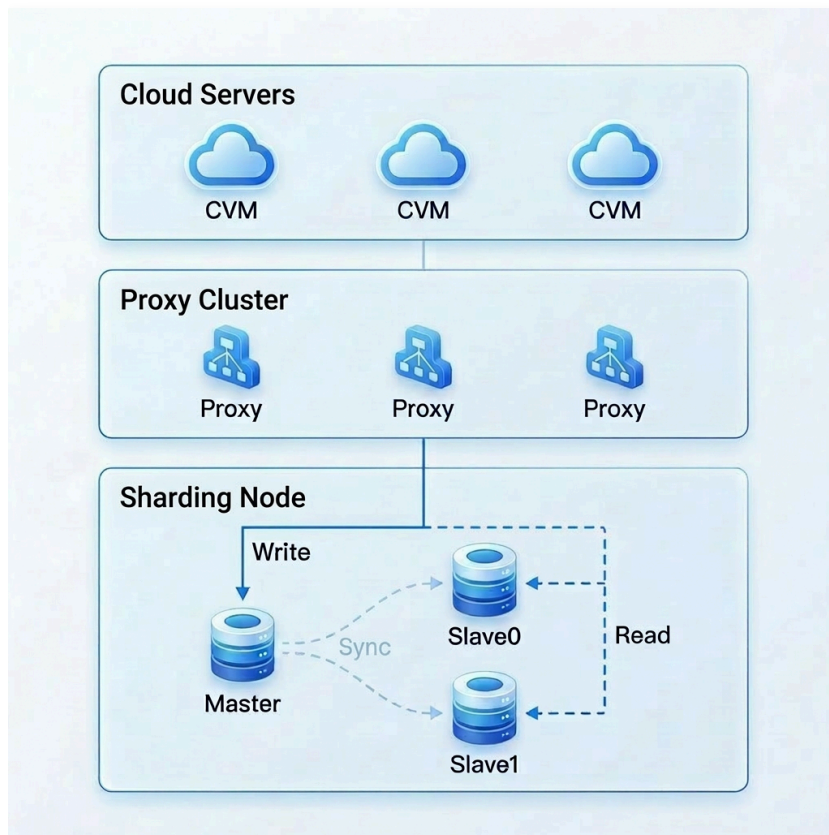 Cloud Servers
CVM
CVM
CVM
Proxy Cluster
Proxy
Proxy
Proxy
Sharding Node
Write
Slave0
Read
Sync
Master
Slave1